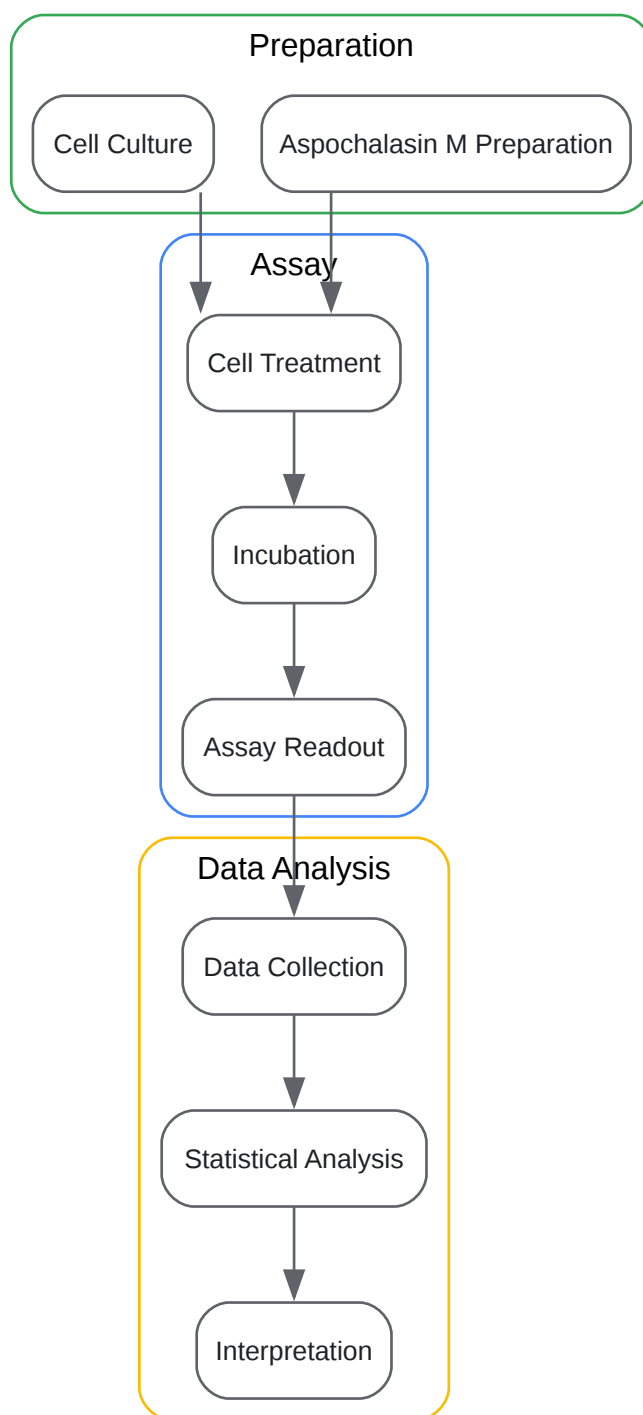 Preparation
Cell Culture
Aspochalasin M Preparation
Assay
Cell Treatment
Incubation
Assay Readout
Data Analysis
Data Collection
Statistical Analysis
Interpretation